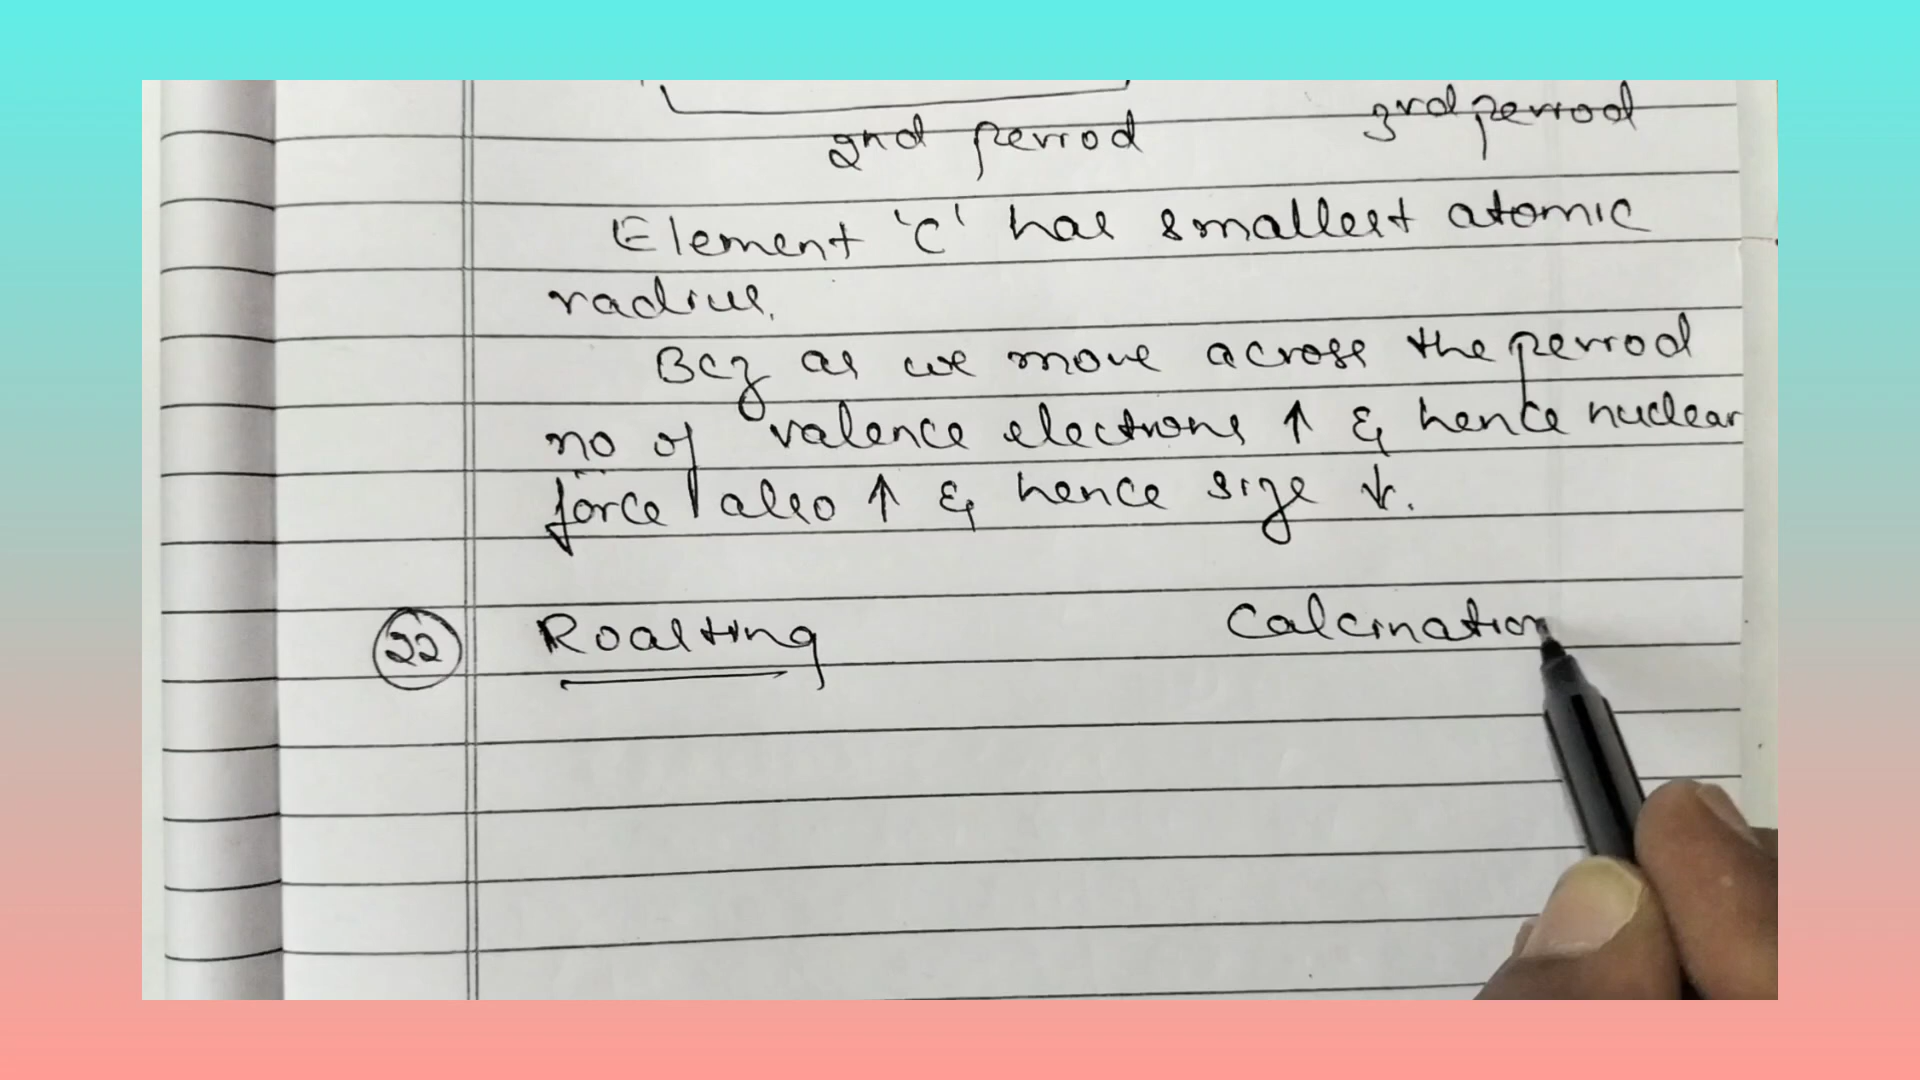 2nd period 3rd period
Element 'C' has smallest atomic
radius.
Bcz as we move across the period
no of valence electrons ↑ & hence nuclear
force also ↑ & hence size ↓.
22 Roasting Calcination